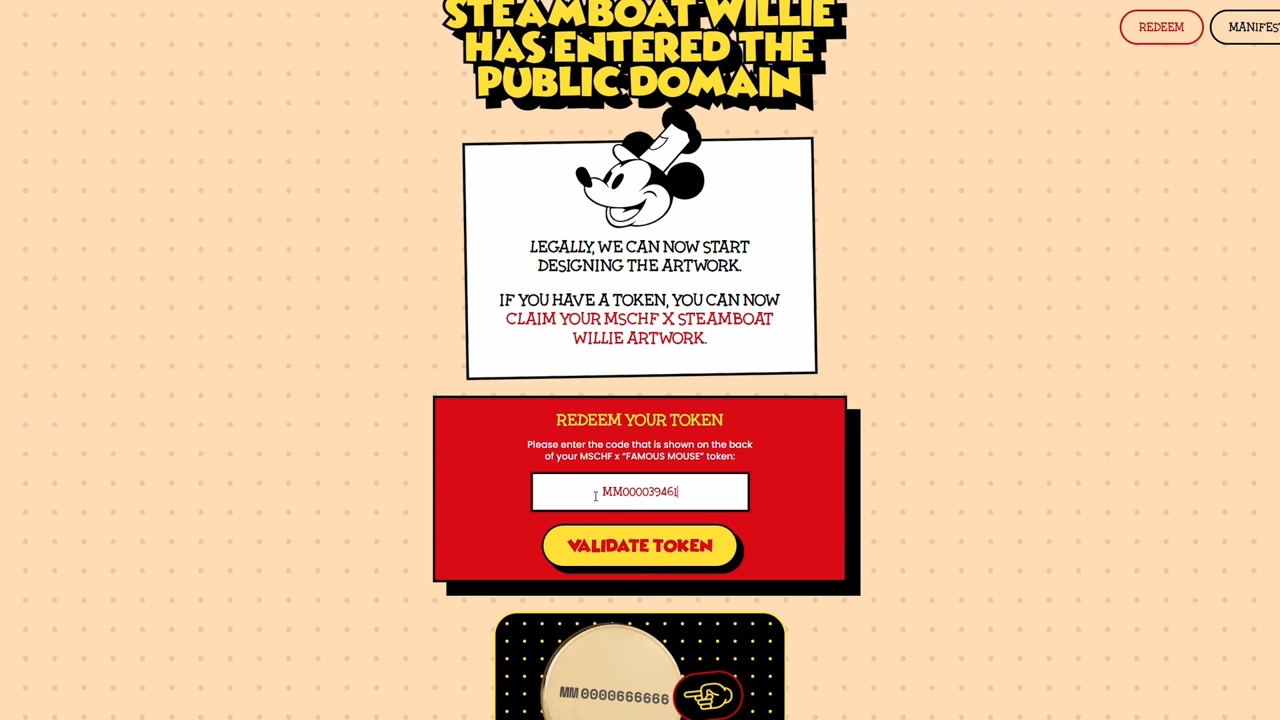 STEAMBOAT WILLIE
HAS ENTERED THE
PUBLIC DOMAIN
REDEEM
MANIFES
LEGALLY, WE CAN NOW START
DESIGNING THE ARTWORK.
IF YOU HAVE A TOKEN, YOU CAN NOW
CLAIM YOUR MSCHF X STEAMBOAT
WILLIE ARTWORK.
REDEEM YOUR TOKEN
Please enter the code that is shown on the back
of your MSCHF x “FAMOUS MOUSE” token:
MM000039461
VALIDATE TOKEN
MM 0000666666